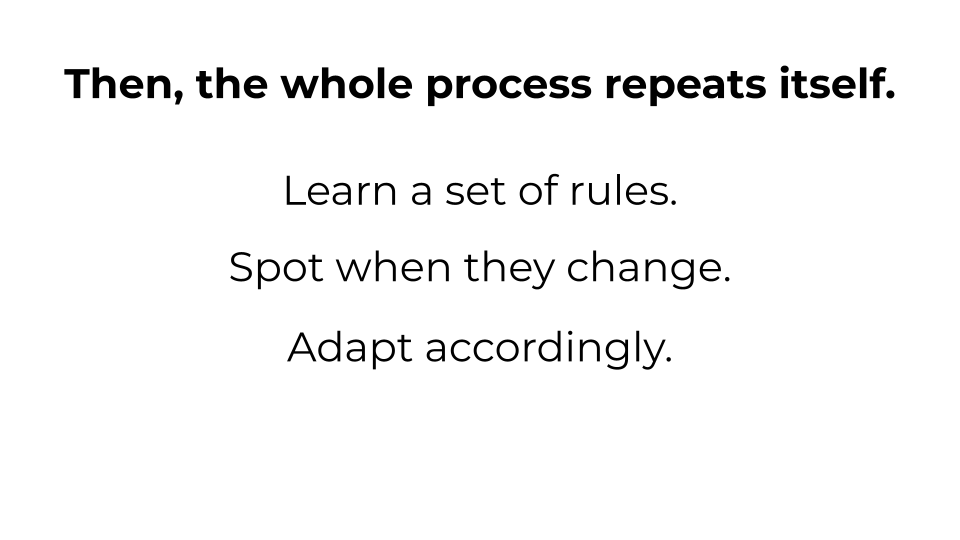 Then, the whole process repeats itself.
Learn a set of rules.
Spot when they change.
Adapt accordingly.